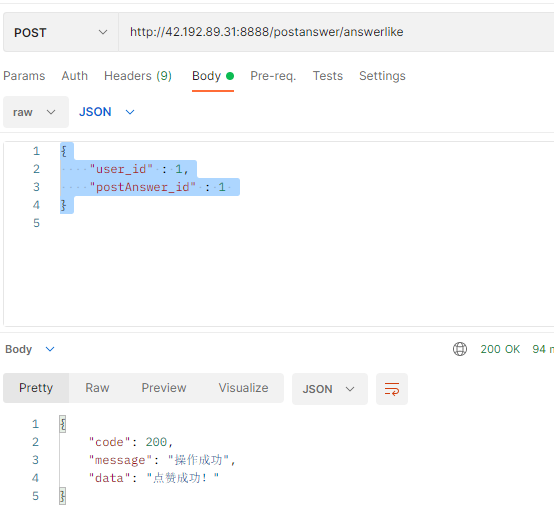 POST http://42.192.89.31:8888/postanswer/answerlike
Params Auth Headers (9) Body Pre-req. Tests Settings
raw JSON
1 {
2 "user_id" : 1,
3 "postAnswer_id" : 1
4 }
5
Body 200 OK 94 m
Pretty Raw Preview Visualize JSON
1 {
2 "code": 200,
3 "message": "操作成功",
4 "data": "点赞成功！"
5 }